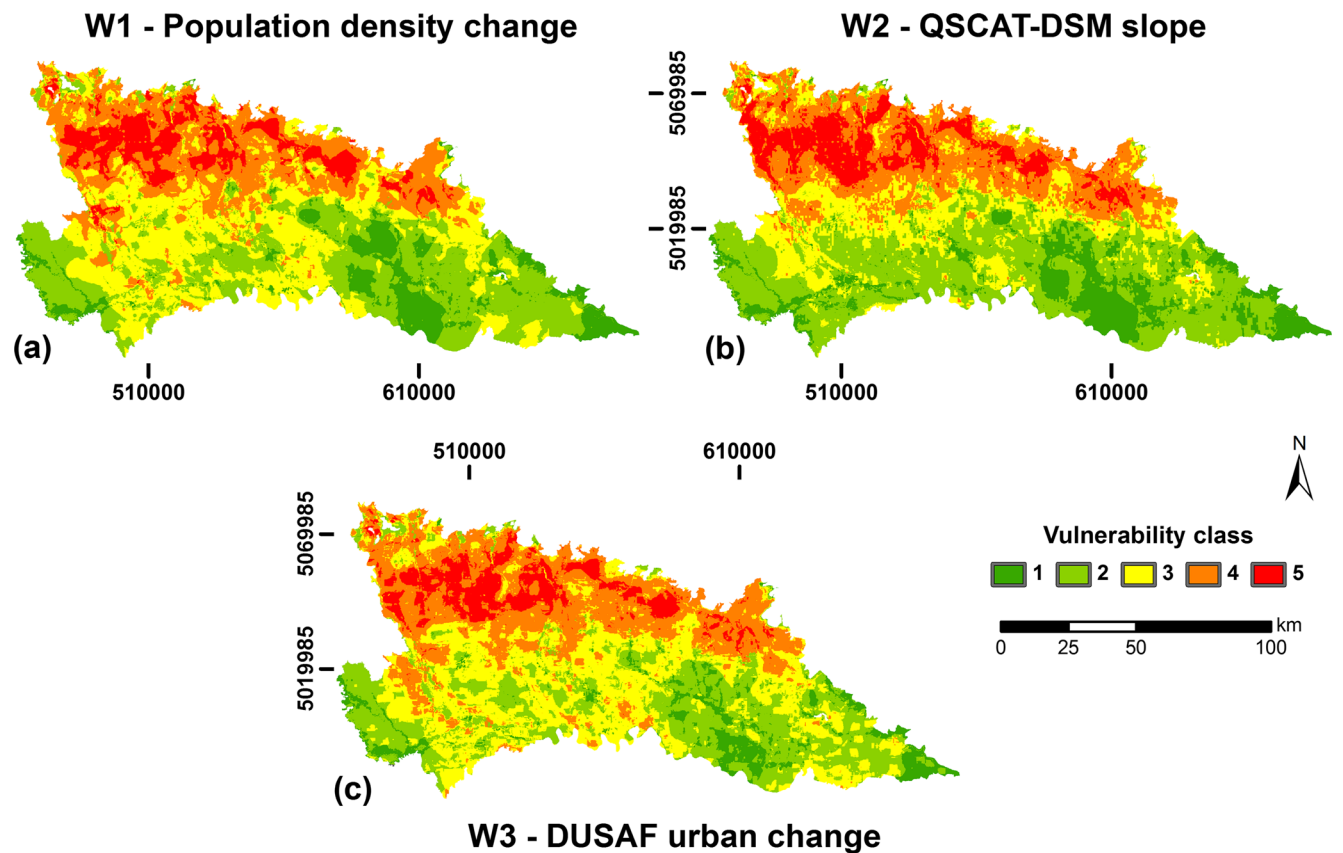 W1 - Population density change
W2 - QSCAT-DSM slope
5069985
5019985
(a)
(b)
510000
610000
510000
610000
510000
610000
N
5069985
5019985
Vulnerability class
1 2 3 4 5
km
0 25 50 100
(c)
W3 - DUSAF urban change